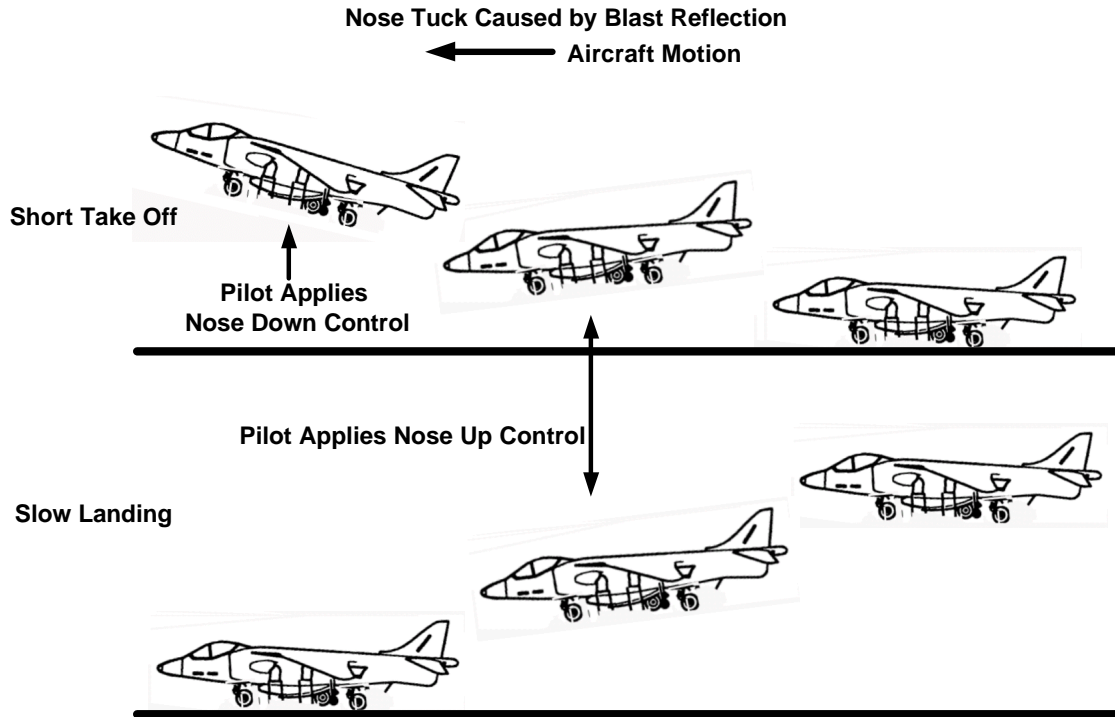 Nose Tuck Caused by Blast Reflection
Aircraft Motion
Short Take Off
Pilot Applies
Nose Down Control
Pilot Applies Nose Up Control
Slow Landing